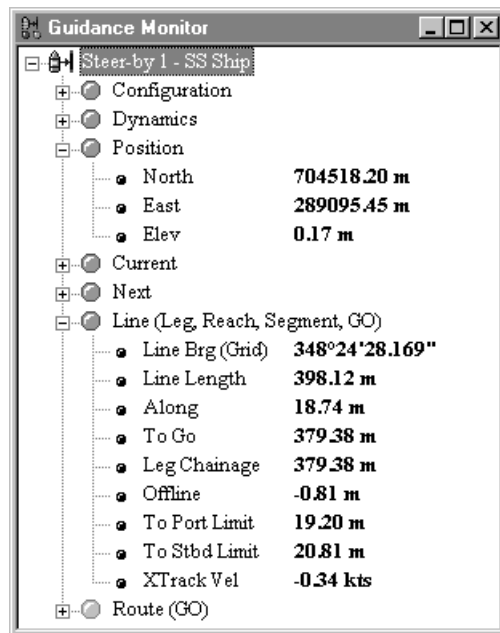 Guidance Monitor
Steer-by 1 - SS Ship
Configuration
Dynamics
Position
North 704518.20 m
East 289095.45 m
Elev 0.17 m
Current
Next
Line (Leg, Reach, Segment, GO)
Line Brg (Grid) 348°24'28.169"
Line Length 398.12 m
Along 18.74 m
To Go 379.38 m
Leg Chainage 379.38 m
Offline -0.81 m
To Port Limit 19.20 m
To Stbd Limit 20.81 m
XTrack Vel -0.34 kts
Route (GO)